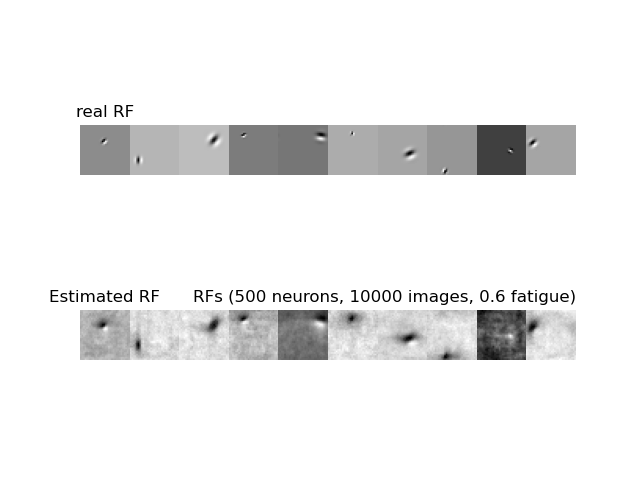 real RF
Estimated RF
RFs (500 neurons, 10000 images, 0.6 fatigue)